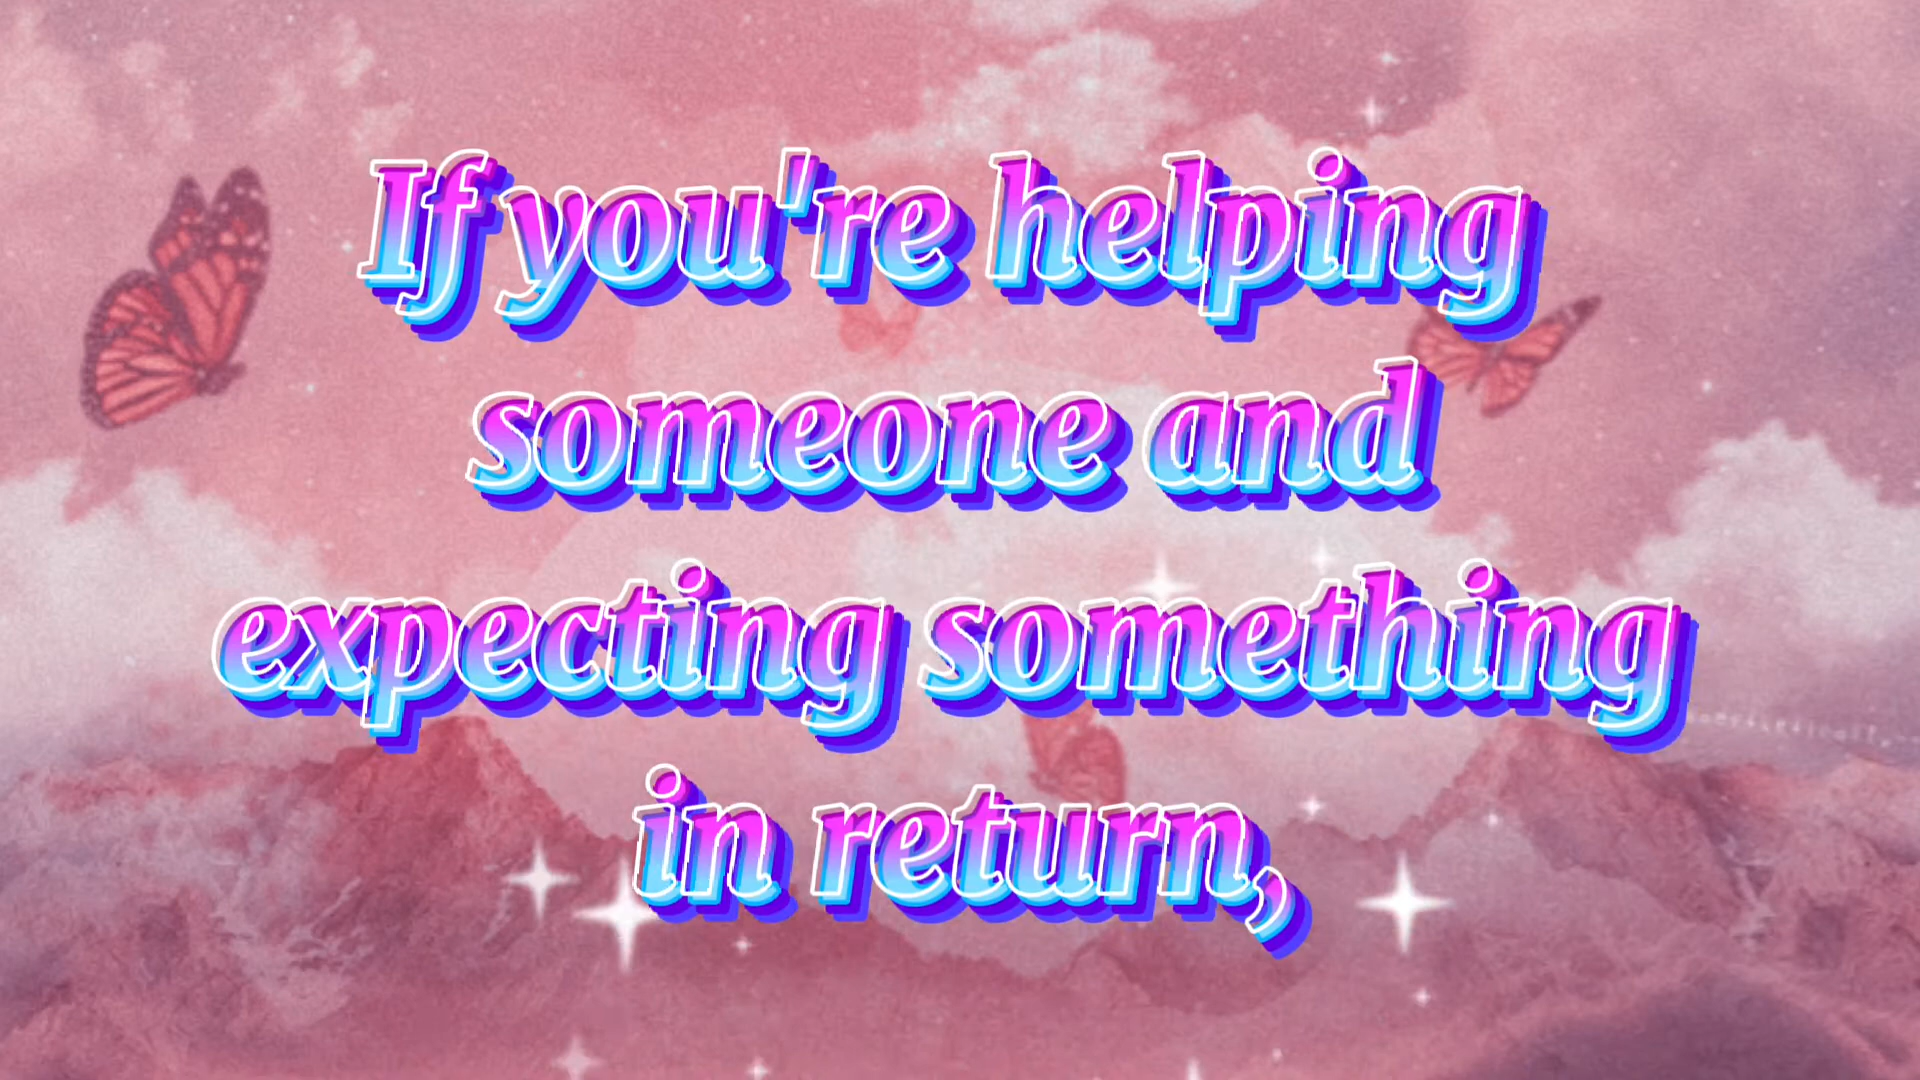 If you're helping
someone and
expecting something
in return,